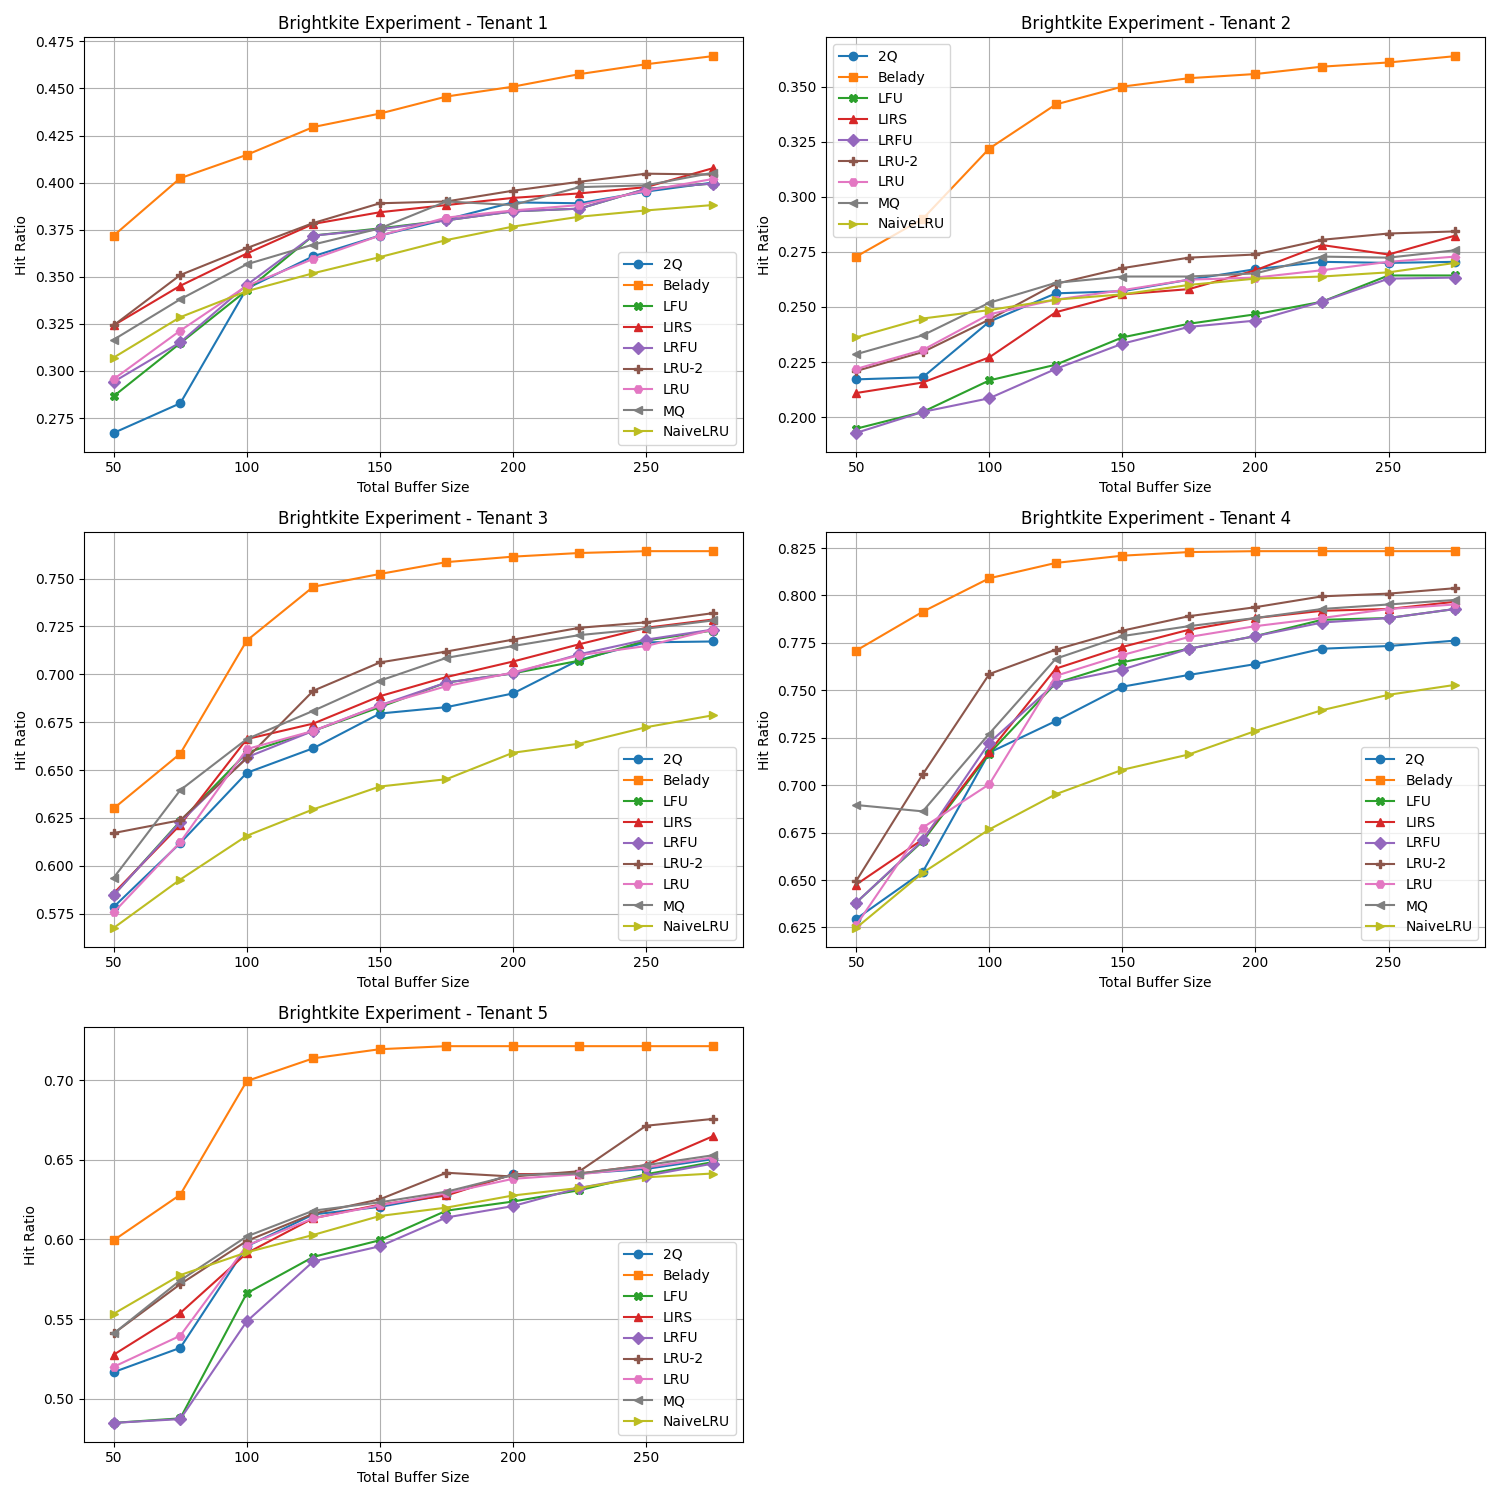 Brightkite Experiment - Tenant 1
0.475
0.450
0.425
0.400
0.375
0.350
0.325
0.300
0.275
Hit Ratio
50
100
150
200
250
Total Buffer Size
2Q
Belady
LFU
LIRS
LRFU
LRU-2
LRU
MQ
NaiveLRU
Brightkite Experiment - Tenant 2
0.350
0.325
0.300
0.275
0.250
0.225
0.200
Hit Ratio
50
100
150
200
250
Total Buffer Size
2Q
Belady
LFU
LIRS
LRFU
LRU-2
LRU
MQ
NaiveLRU
Brightkite Experiment - Tenant 3
0.750
0.725
0.700
0.675
0.650
0.625
0.600
0.575
Hit Ratio
50
100
150
200
250
Total Buffer Size
2Q
Belady
LFU
LIRS
LRFU
LRU-2
LRU
MQ
NaiveLRU
Brightkite Experiment - Tenant 4
0.825
0.800
0.775
0.750
0.725
0.700
0.675
0.650
0.625
Hit Ratio
50
100
150
200
250
Total Buffer Size
2Q
Belady
LFU
LIRS
LRFU
LRU-2
LRU
MQ
NaiveLRU
Brightkite Experiment - Tenant 5
0.70
0.65
0.60
0.55
0.50
Hit Ratio
50
100
150
200
250
Total Buffer Size
2Q
Belady
LFU
LIRS
LRFU
LRU-2
LRU
MQ
NaiveLRU